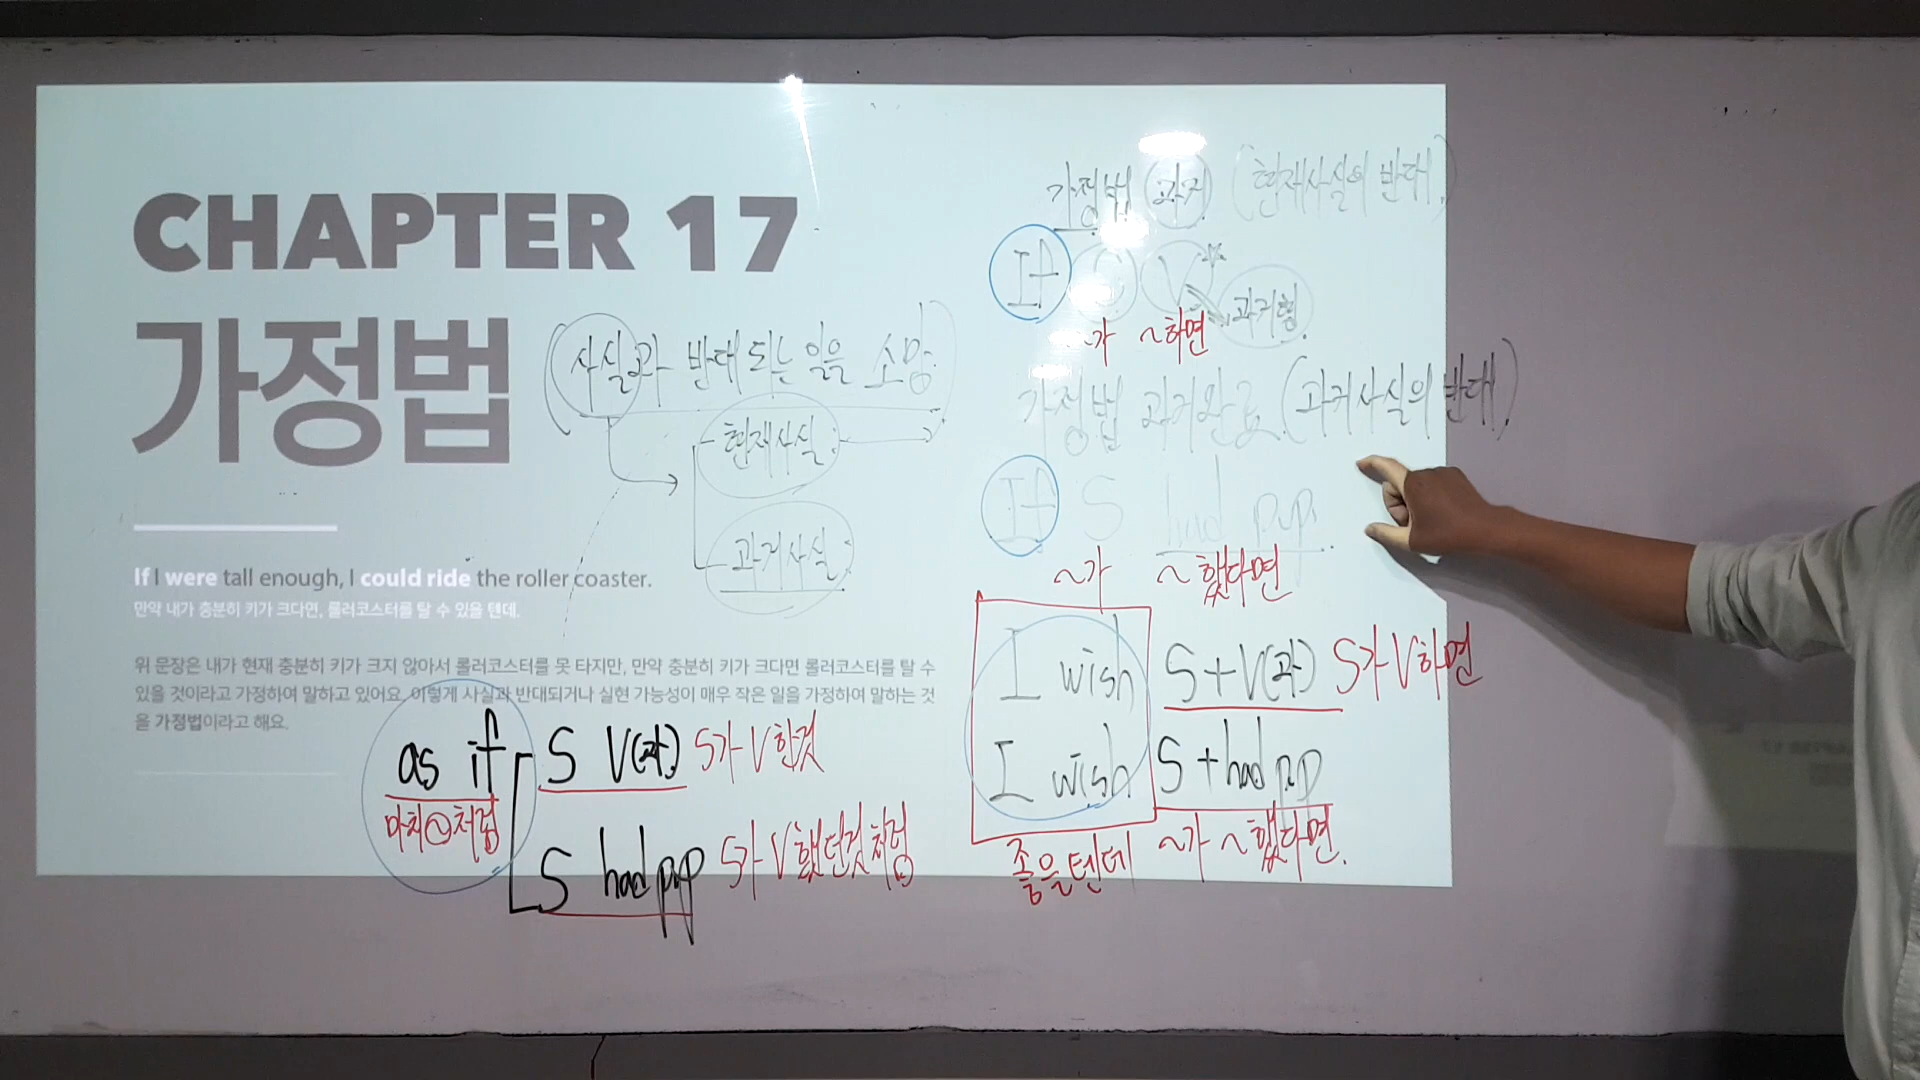 CHAPTER 17
가정법
(사실과 반대되는 일을 소망.)
현재사실.
과거사실.
If I were tall enough, I could ride the roller coaster.
만약 내가 충분히 키가 크다면, 롤러코스터를 탈 수 있을 텐데.
위 문장은 내가 현재 충분히 키가 크지 않아서 롤러코스터를 못 타지만, 만약 충분히 키가 크다면 롤러코스터를 탈 수
있을 것이라고 가정하여 말하고 있어요. 이렇게 사실과 반대되거나 실현 가능성이 매우 작은 일을 가정하여 말하는 것
을 가정법이라고 해요.
as if
마치~처럼
S V(과) S가 V한것
S had p.p S가 V했던것처럼
가정법 과거 (현재사실의 반대)
If S V 과거형.
~가 ~하면
가정법 과거완료 (과거사실의 반대)
If S had p.p.
~가 ~했다면
I wish S+V(과) S가 V하면
I wish S+had p.p
좋을텐데 ~가 ~했다면.